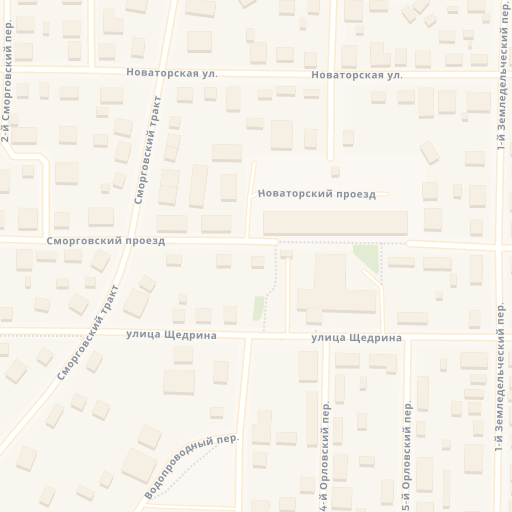 2-й Сморговский пер.
Новаторская ул.
Новаторская ул.
1-й Земледельческий пер.
Сморговский тракт
Новаторский проезд
Сморговский проезд
Сморговский тракт
улица Щедрина
улица Щедрина
1-й Земледельческий пер.
Водопроводный пер.
4-й Орловский пер.
5-й Орловский пер.